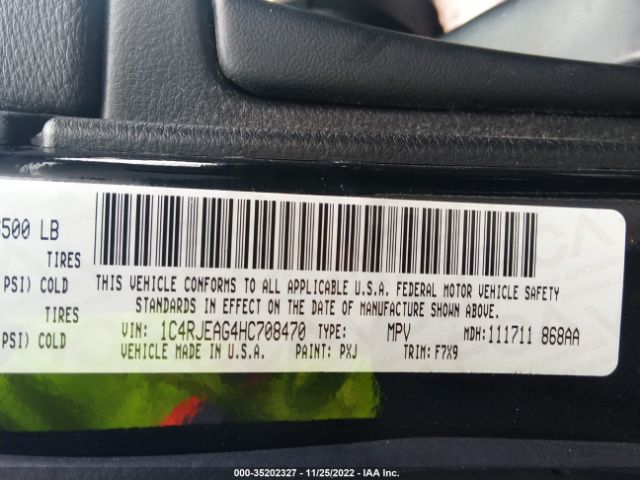 500 LB
TIRES
PSI) COLD
TIRES
PSI) COLD
THIS VEHICLE CONFORMS TO ALL APPLICABLE U.S.A. FEDERAL MOTOR VEHICLE SAFETY
STANDARDS IN EFFECT ON THE DATE OF MANUFACTURE SHOWN ABOVE.
VIN: 1C4RJEAG4HC708470 TYPE: MPV MDH: 111711 868AA
VEHICLE MADE IN U.S.A. PAINT: PXJ TRIM: F7X9
000-35202327 - 11/25/2022 - IAA Inc.